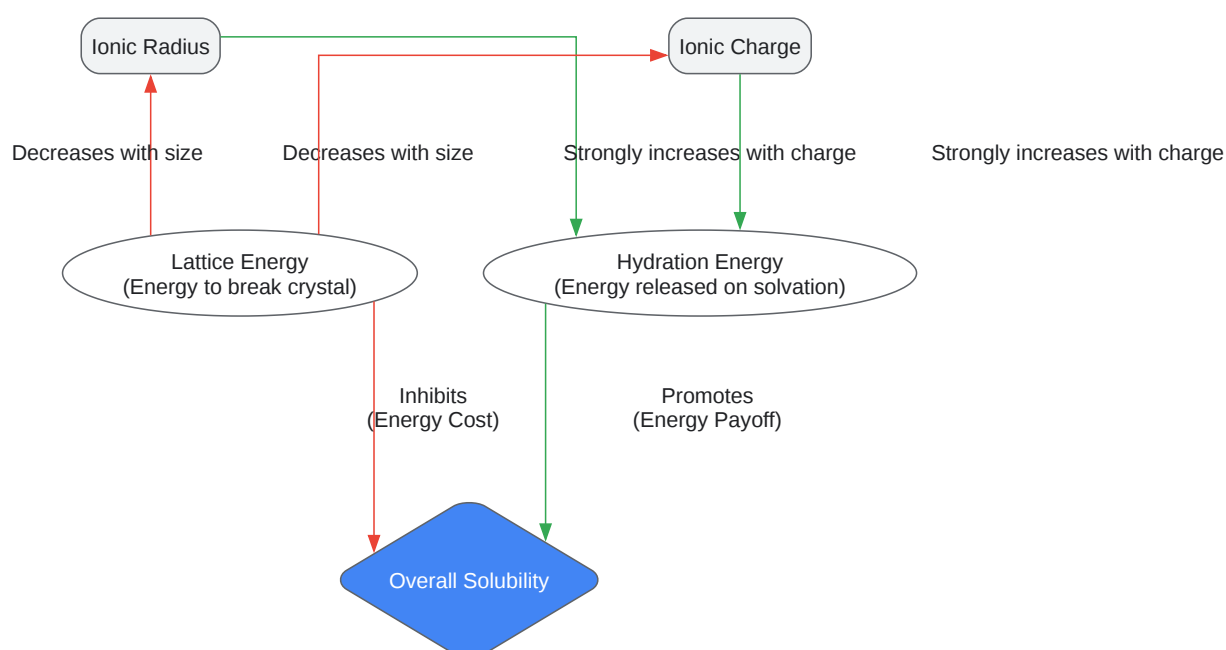 Ionic Radius
Ionic Charge
Decreases with size
Decreases with size
Strongly increases with charge
Strongly increases with charge
Lattice Energy
(Energy to break crystal)
Hydration Energy
(Energy released on solvation)
Inhibits
(Energy Cost)
Promotes
(Energy Payoff)
Overall Solubility